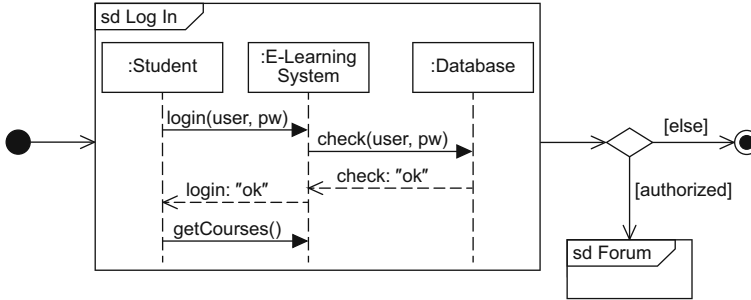 sd Log In
:Student
:E-Learning
System
:Database
login(user, pw)
check(user, pw)
check: "ok"
login: "ok"
getCourses()
[else]
[authorized]
sd Forum